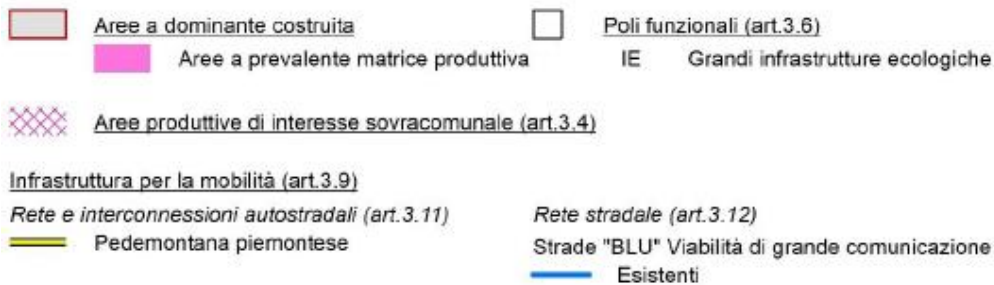 Aree a dominante costruita
Aree a prevalente matrice produttiva
Poli funzionali (art.3.6)
IE Grandi infrastrutture ecologiche
Aree produttive di interesse sovracomunale (art.3.4)
Infrastruttura per la mobilità (art.3.9)
Rete e interconnessioni autostradali (art.3.11)
Pedemontana piemontese
Rete stradale (art.3.12)
Strade "BLU" Viabilità di grande comunicazione
Esistenti